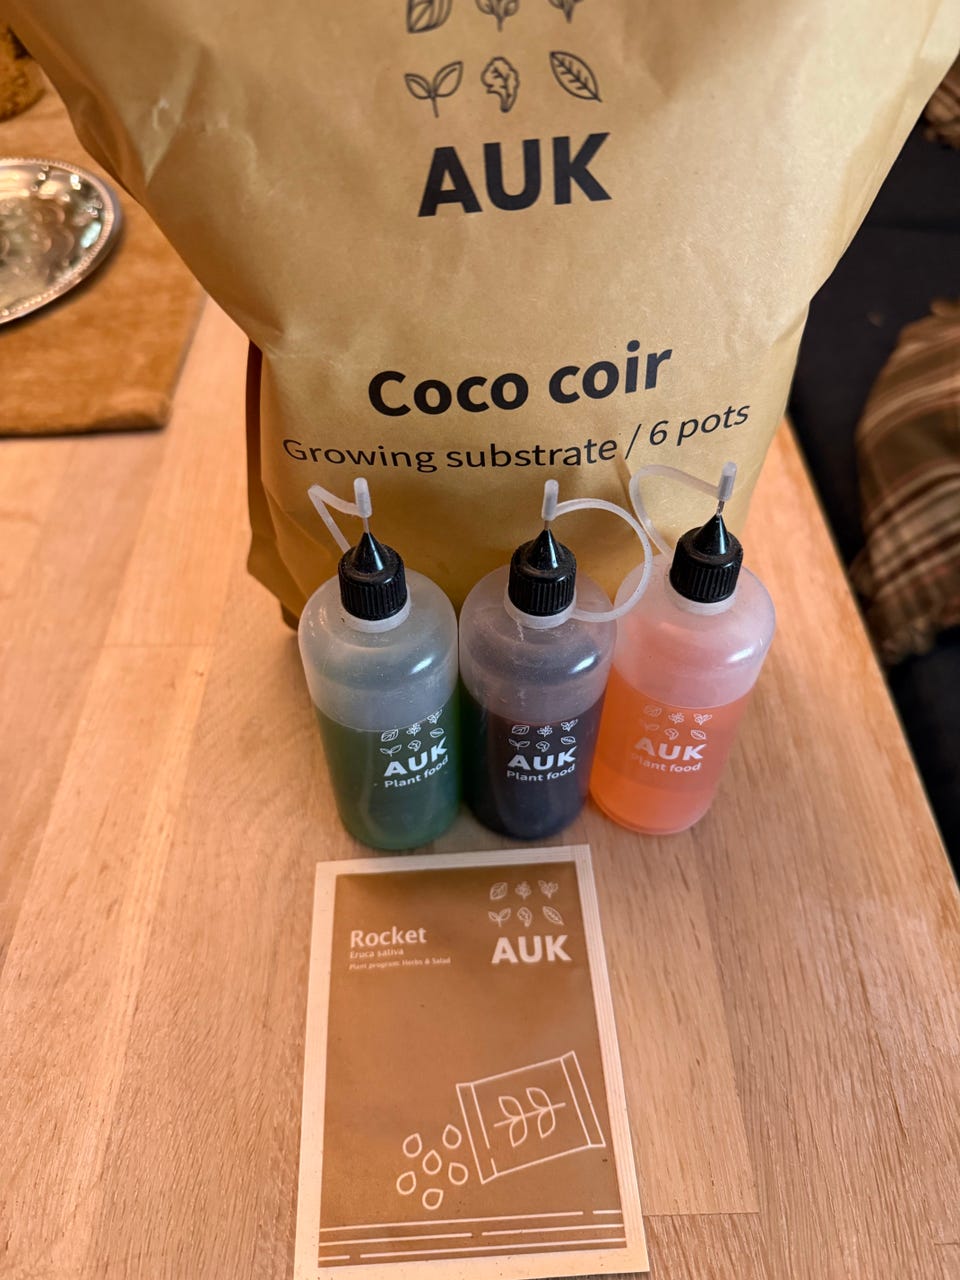 AUK
Coco coir
Growing substrate / 6 pots
AUK
Plant food
AUK
Plant food
AUK
Plant food
Rocket
Eruca sativa
Plant program: Herbs & Salad
AUK